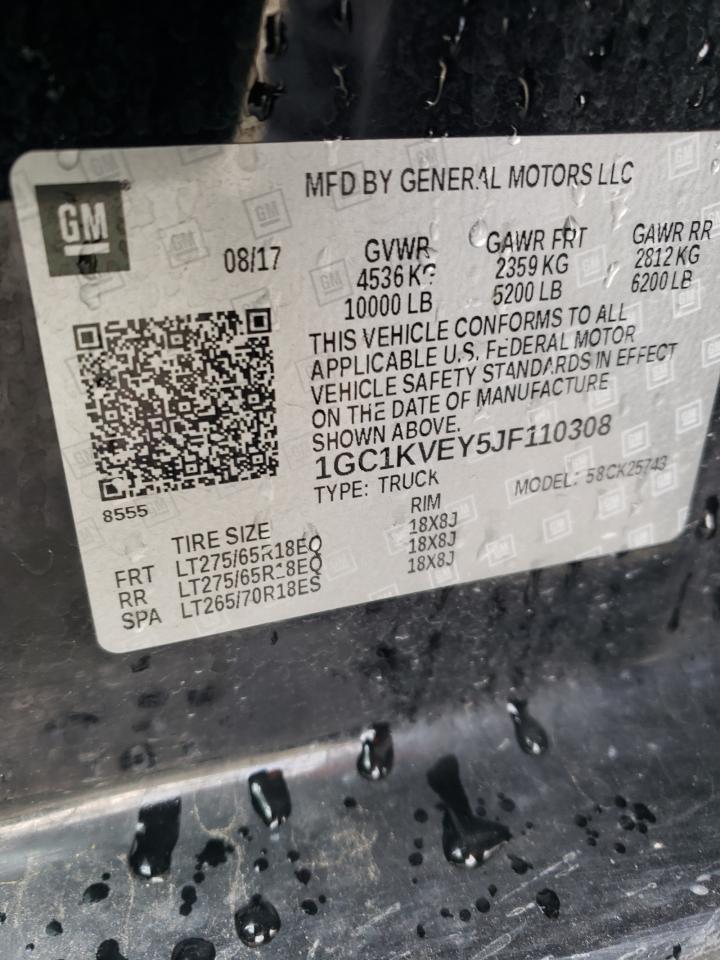 GM
MFD BY GENERAL MOTORS LLC
08/17
GVWR GAWR FRT GAWR RR
4536 KG 2359 KG 2812 KG
10000 LB 5200 LB 6200 LB
THIS VEHICLE CONFORMS TO ALL
APPLICABLE U.S. FEDERAL MOTOR
VEHICLE SAFETY STANDARDS IN EFFECT
ON THE DATE OF MANUFACTURE
SHOWN ABOVE.
1GC1KVEY5JF110308
TYPE: TRUCK MODEL: 58CK25743
8555
TIRE SIZE RIM
FRT LT275/65R18EQ 18X8J
RR LT275/65R18EQ 18X8J
SPA LT265/70R18ES 18X8J